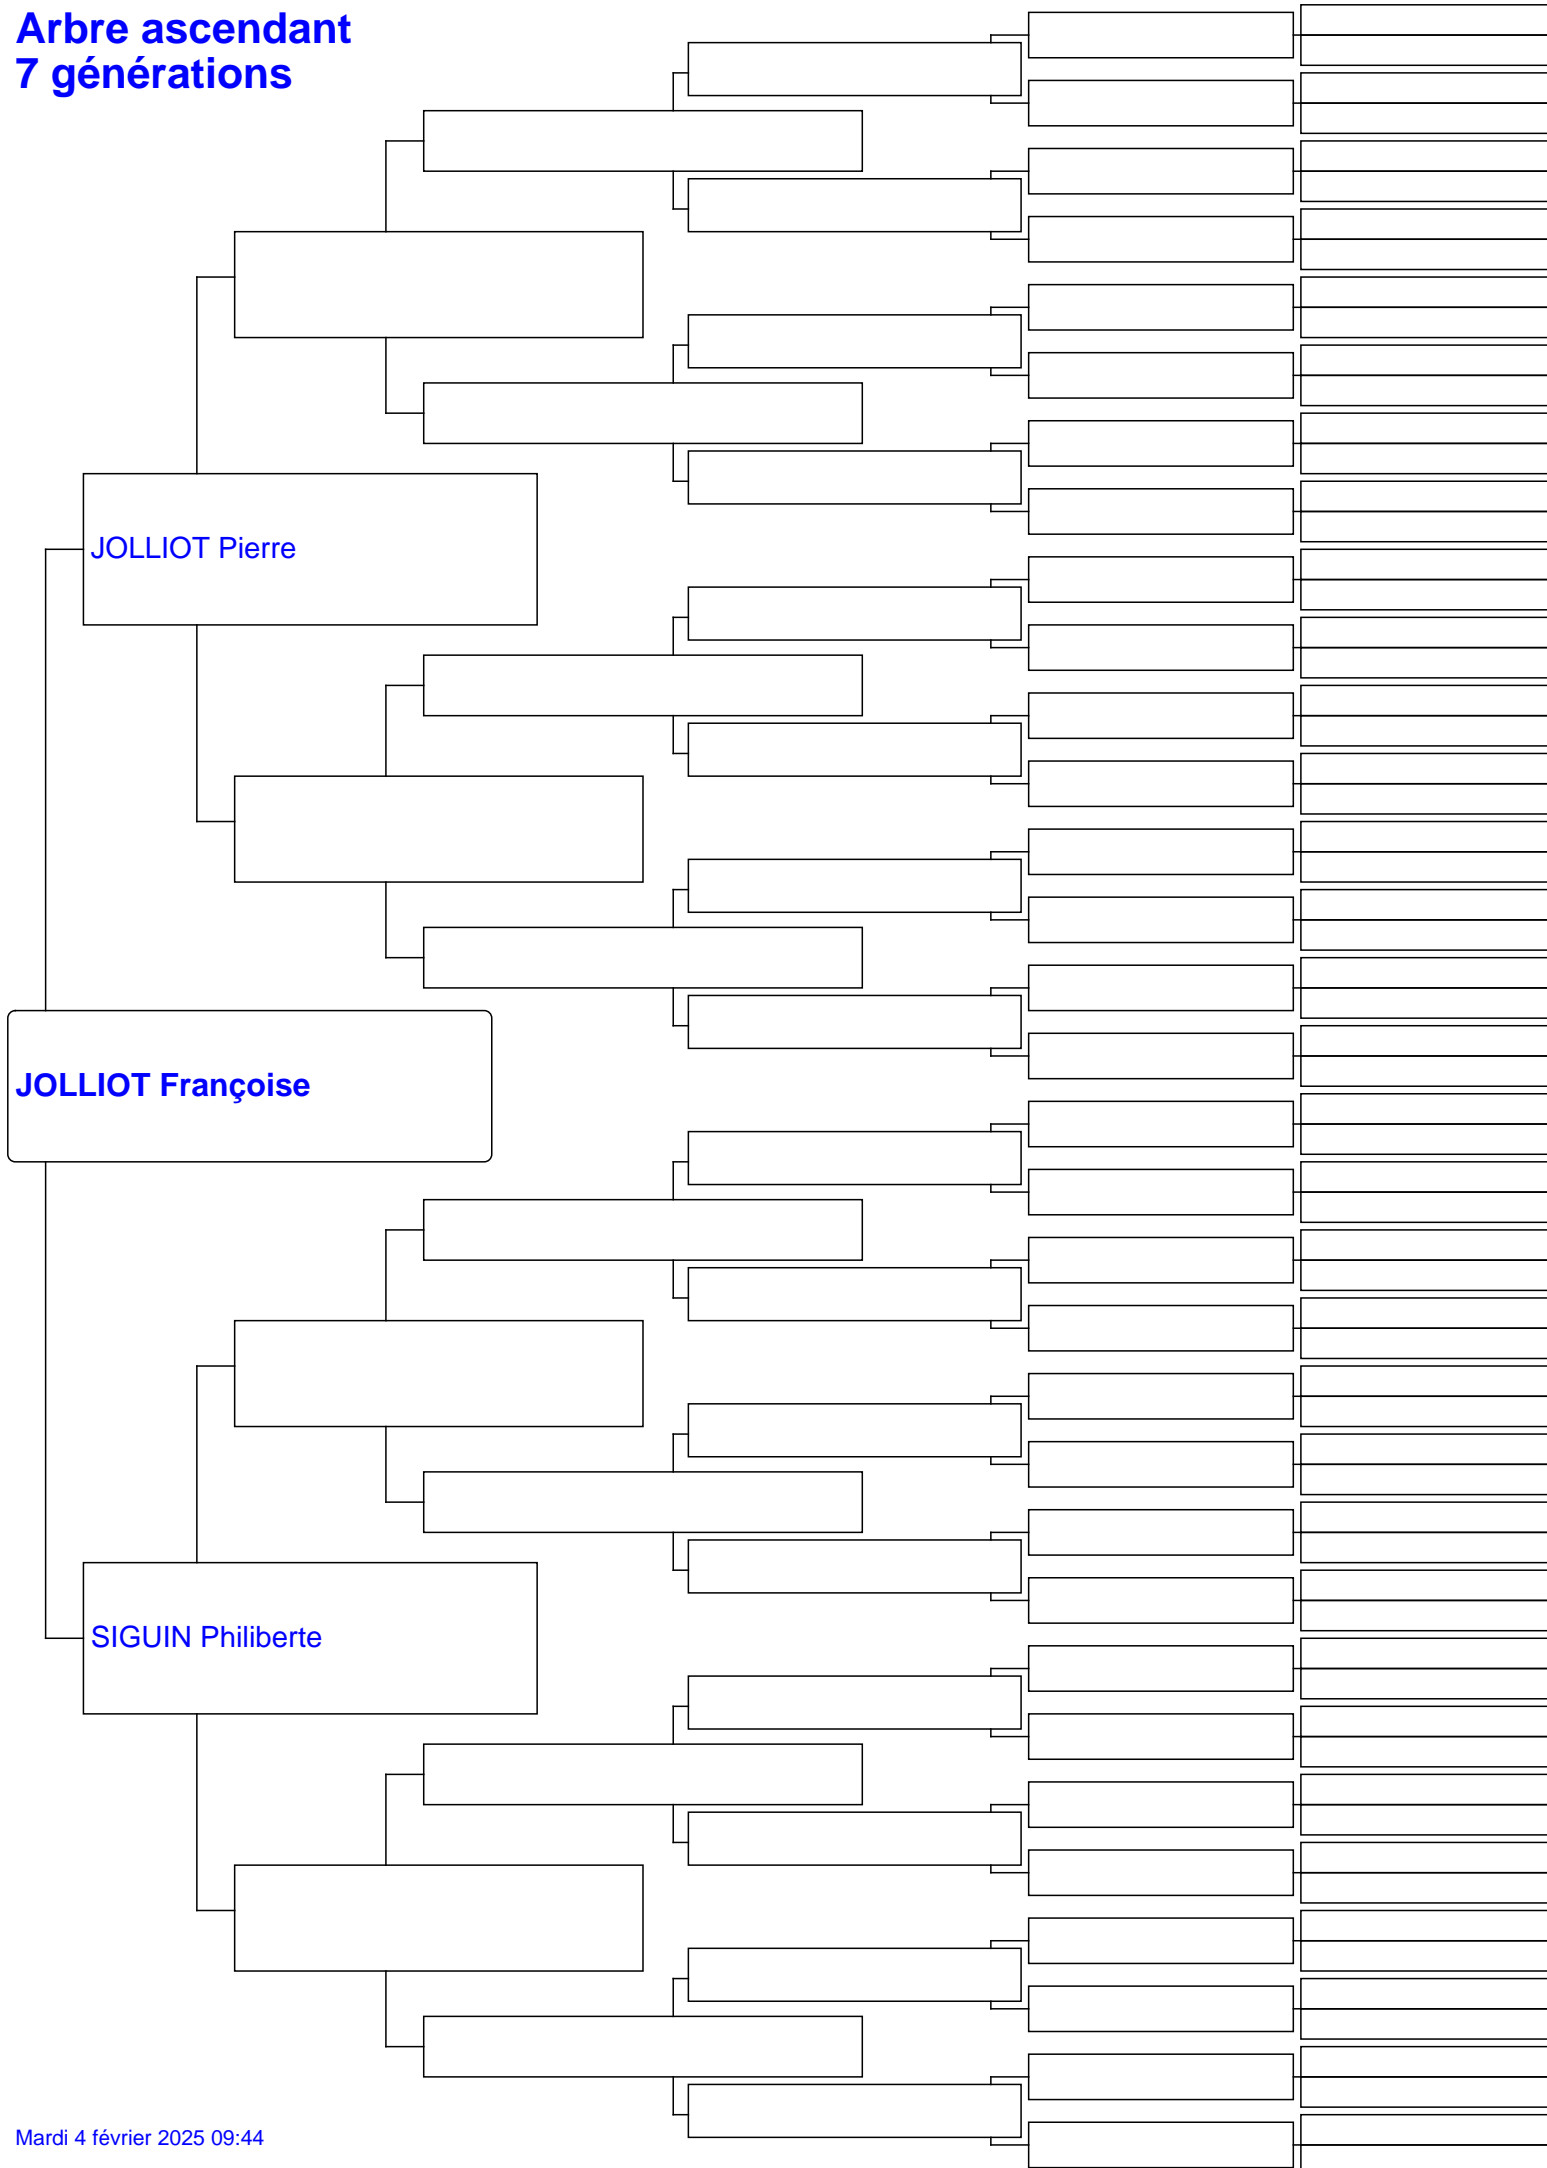 Arbre ascendant
7 générations
JOLLIOT Pierre
JOLLIOT Françoise
SIGUIN Philiberte
Mardi 4 février 2025 09:44